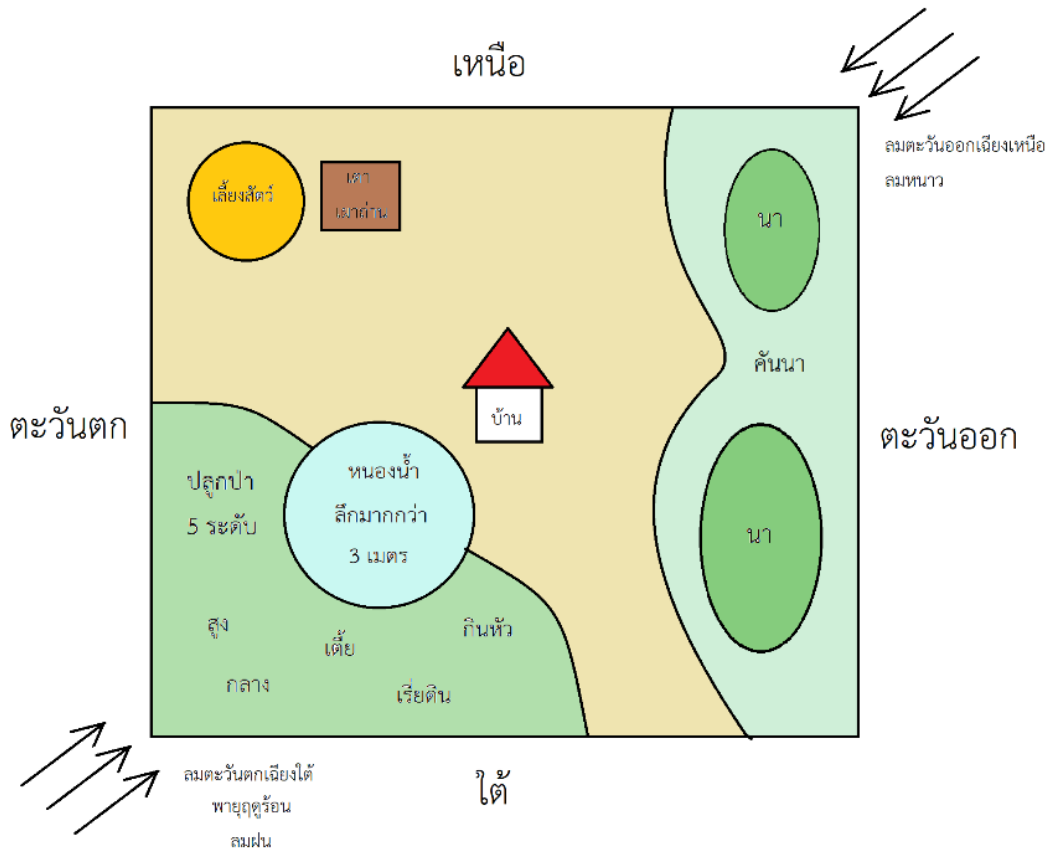 เหนือ
ลมตะวันออกเฉียงเหนือ
ลมหนาว
เลี้ยงสัตว์
เตา
เผาถ่าน
นา
คันนา
บ้าน
ตะวันตก
ตะวันออก
หนองน้ำ
ลึกมากกว่า
3 เมตร
ปลูกป่า
5 ระดับ
นา
สูง
เตี้ย
กินหัว
กลาง
เรี่ยดิน
ลมตะวันตกเฉียงใต้
พายุฤดูร้อน
ลมฝน
ใต้